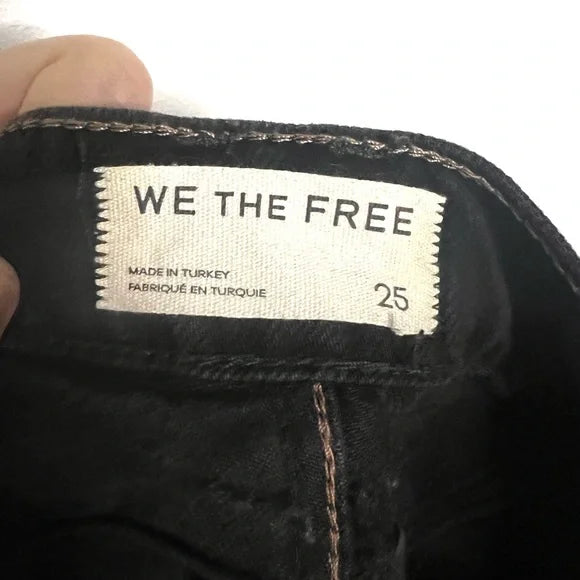 WE THE FREE
MADE IN TURKEY
FABRIQUÉ EN TURQUIE
25